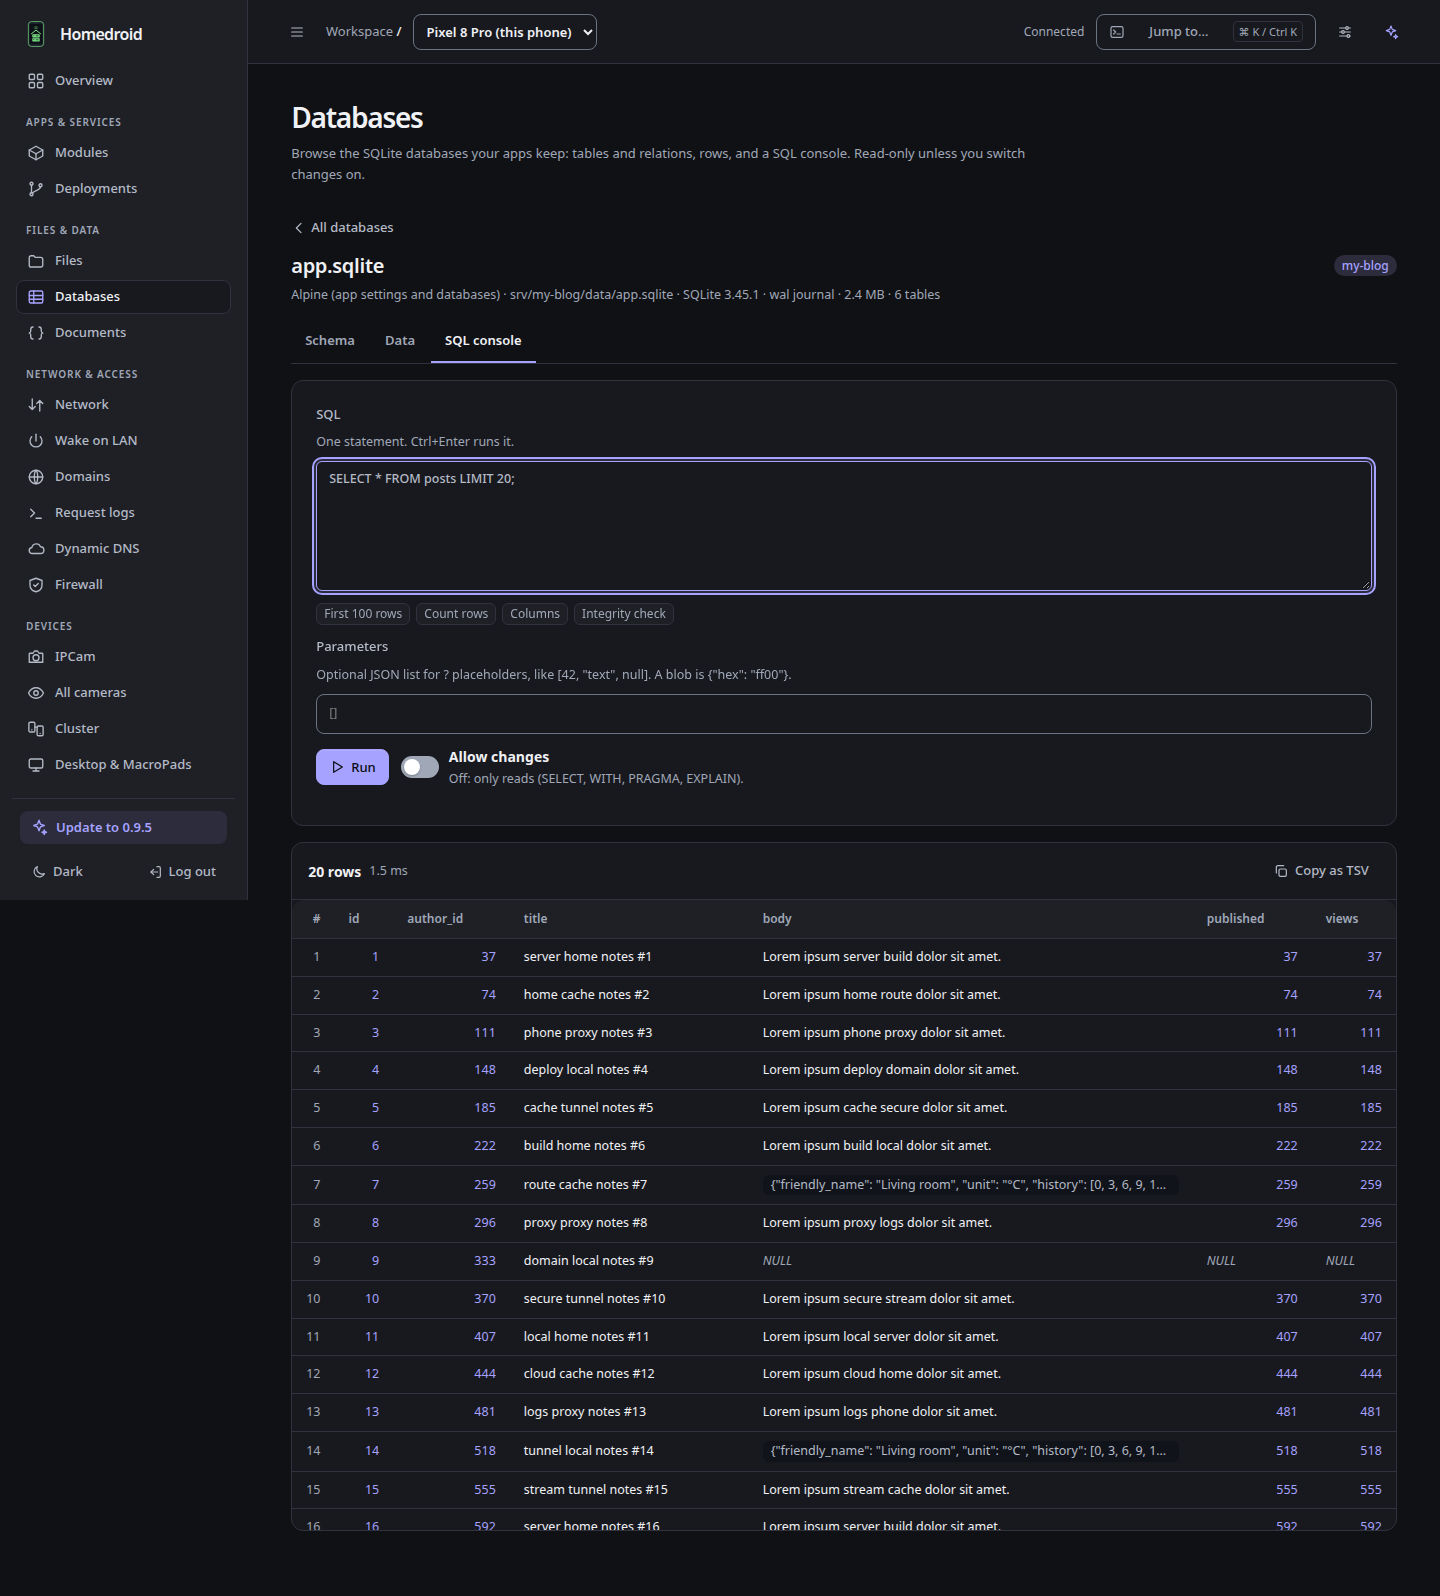 Homedroid
Overview
APPS & SERVICES
Modules
Deployments
FILES & DATA
Files
Databases
Documents
NETWORK & ACCESS
Network
Wake on LAN
Domains
Request logs
Dynamic DNS
Firewall
DEVICES
IPCam
All cameras
Cluster
Desktop & MacroPads
Update to 0.9.5
Dark
Log out
Workspace / Pixel 8 Pro (this phone)
Connected
Jump to...
⌘ K / Ctrl K
Databases
Browse the SQLite databases your apps keep: tables and relations, rows, and a SQL console. Read-only unless you switch
changes on.
All databases
app.sqlite
my-blog
Alpine (app settings and databases) · srv/my-blog/data/app.sqlite · SQLite 3.45.1 · wal journal · 2.4 MB · 6 tables
Schema Data SQL console
SQL
One statement. Ctrl+Enter runs it.
SELECT * FROM posts LIMIT 20;
First 100 rows Count rows Columns Integrity check
Parameters
Optional JSON list for ? placeholders, like [42, "text", null]. A blob is {"hex": "ff00"}.
[]
Run
Allow changes
Off: only reads (SELECT, WITH, PRAGMA, EXPLAIN).
20 rows 1.5 ms
Copy as TSV
# id author_id title body published views
1 1 37 server home notes #1 Lorem ipsum server build dolor sit amet. 37 37
2 2 74 home cache notes #2 Lorem ipsum home route dolor sit amet. 74 74
3 3 111 phone proxy notes #3 Lorem ipsum phone proxy dolor sit amet. 111 111
4 4 148 deploy local notes #4 Lorem ipsum deploy domain dolor sit amet. 148 148
5 5 185 cache tunnel notes #5 Lorem ipsum cache secure dolor sit amet. 185 185
6 6 222 build home notes #6 Lorem ipsum build local dolor sit amet. 222 222
7 7 259 route cache notes #7 {"friendly_name": "Living room", "unit": "°C", "history": [0, 3, 6, 9, 1... 259 259
8 8 296 proxy proxy notes #8 Lorem ipsum proxy logs dolor sit amet. 296 296
9 9 333 domain local notes #9 NULL NULL NULL
10 10 370 secure tunnel notes #10 Lorem ipsum secure stream dolor sit amet. 370 370
11 11 407 local home notes #11 Lorem ipsum local server dolor sit amet. 407 407
12 12 444 cloud cache notes #12 Lorem ipsum cloud home dolor sit amet. 444 444
13 13 481 logs proxy notes #13 Lorem ipsum logs phone dolor sit amet. 481 481
14 14 518 tunnel local notes #14 {"friendly_name": "Living room", "unit": "°C", "history": [0, 3, 6, 9, 1... 518 518
15 15 555 stream tunnel notes #15 Lorem ipsum stream cache dolor sit amet. 555 555
16 16 592 server home notes #16 Lorem ipsum server build dolor sit amet. 592 592